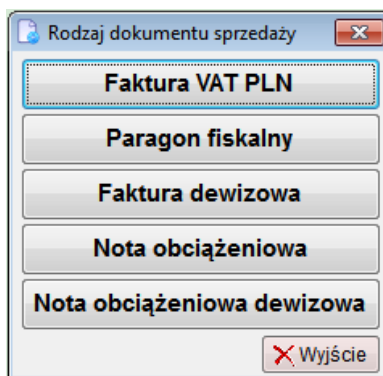 Rodzaj dokumentu sprzedaży
Faktura VAT PLN
Paragon fiskalny
Faktura dewizowa
Nota obciążeniowa
Nota obciążeniowa dewizowa
Wyjście